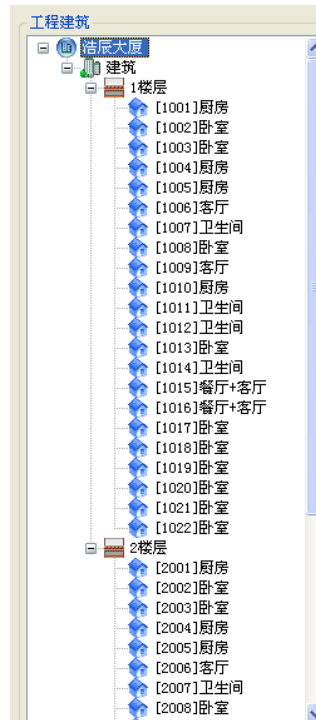 工程建筑
浩辰大厦
建筑
1楼层
[1001]厨房
[1002]卧室
[1003]卧室
[1004]厨房
[1005]厨房
[1006]客厅
[1007]卫生间
[1008]卧室
[1009]客厅
[1010]厨房
[1011]卫生间
[1012]卫生间
[1013]卧室
[1014]卫生间
[1015]餐厅+客厅
[1016]餐厅+客厅
[1017]卧室
[1018]卧室
[1019]卧室
[1020]卧室
[1021]卧室
[1022]卧室
2楼层
[2001]厨房
[2002]卧室
[2003]卧室
[2004]厨房
[2005]厨房
[2006]客厅
[2007]卫生间
[2008]卧室